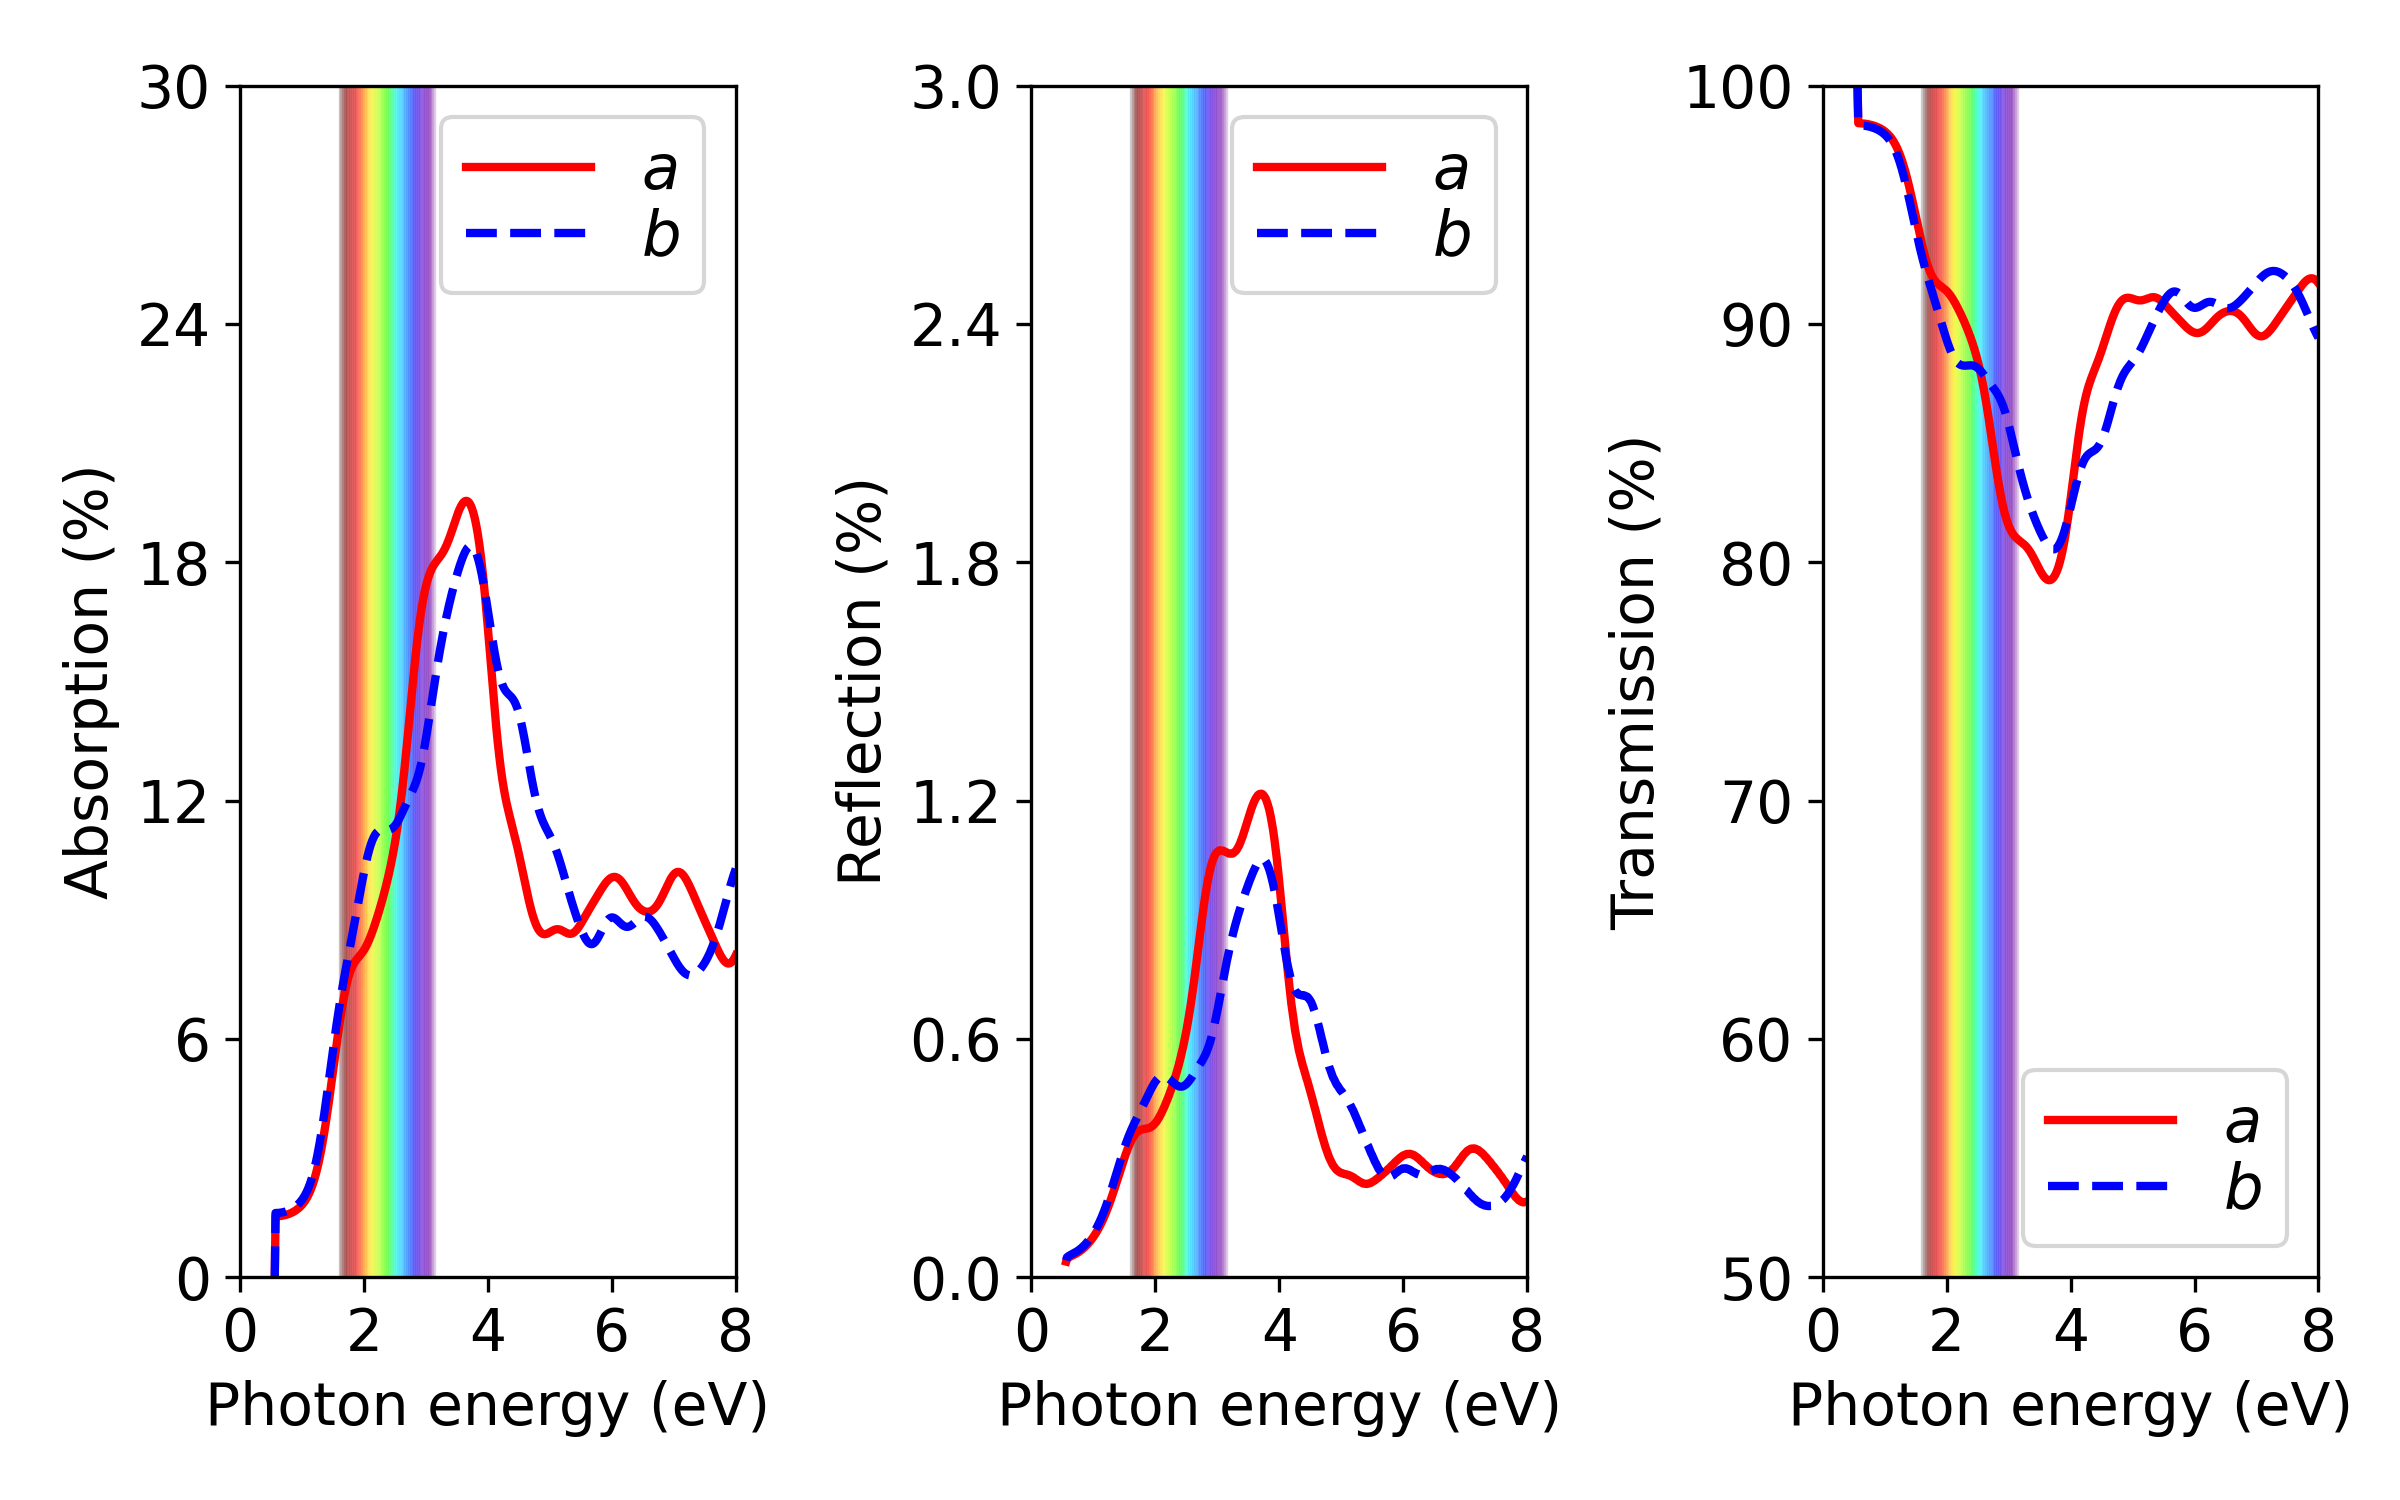 30
24
18
12
6
0
0 2 4 6 8
Absorption (%)
Photon energy (eV)
a
b
3.0
2.4
1.8
1.2
0.6
0.0
0 2 4 6 8
Reflection (%)
Photon energy (eV)
a
b
100
90
80
70
60
50
0 2 4 6 8
Transmission (%)
Photon energy (eV)
a
b